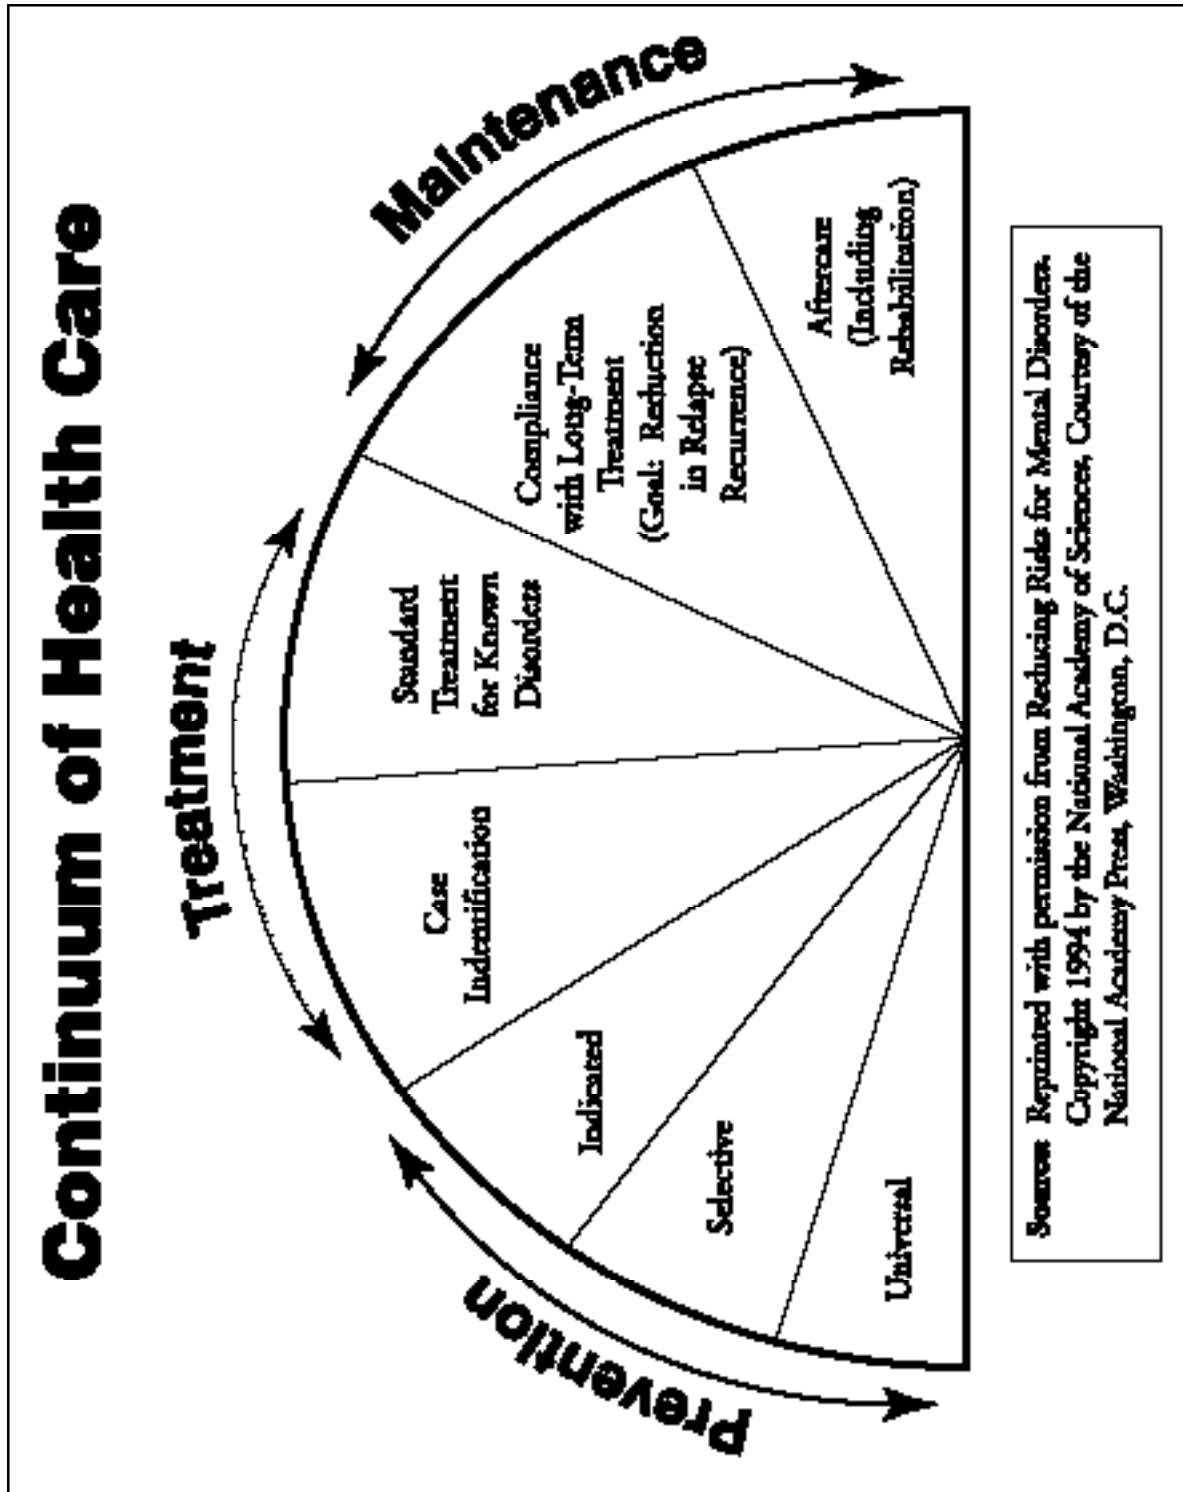 Continuum of Health Care
Prevention
Treatment
Maintenance
Universal
Selective
Indicated
Case
Indentification
Standard
Treatment
for Known
Disorders
Compliance
with Long-Term
Treatment
(Goal: Reduction
in Relapse
Recurrence)
Aftercare
(Including
Rehabilitation)
Source: Reprinted with permission from Reducing Risks for Mental Disorders.
Copyright 1994 by the National Academy of Sciences, Courtesy of the
National Academy Press, Washington, D.C.